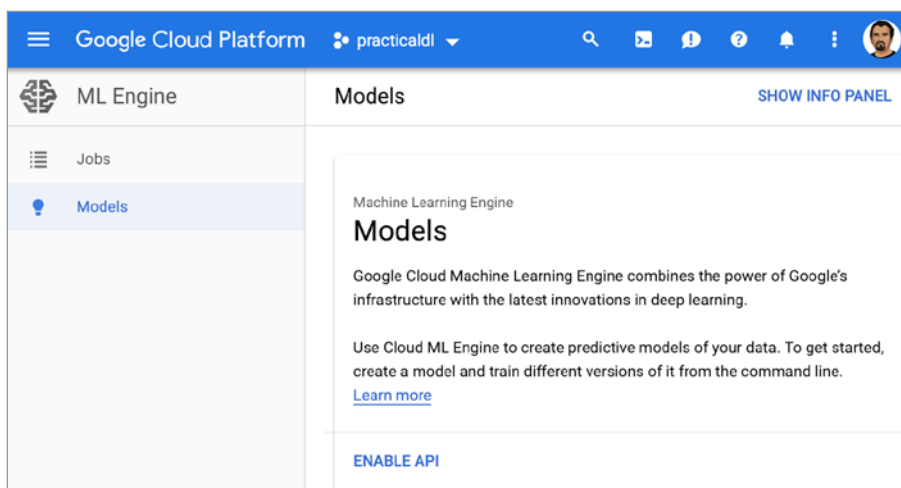 Google Cloud Platform practicaldl
ML Engine
Models
SHOW INFO PANEL
Jobs
Models
Machine Learning Engine
Models
Google Cloud Machine Learning Engine combines the power of Google's
infrastructure with the latest innovations in deep learning.
Use Cloud ML Engine to create predictive models of your data. To get started,
create a model and train different versions of it from the command line.
Learn more
ENABLE API